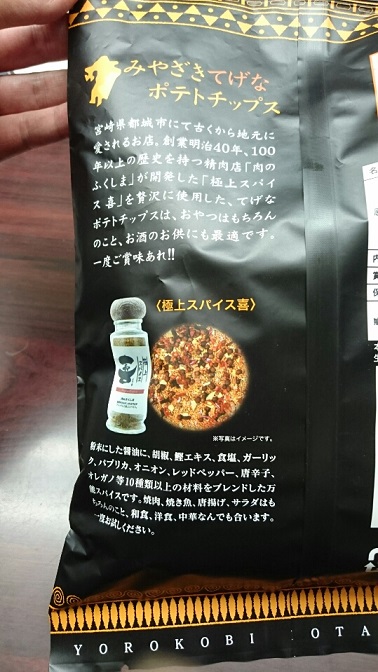 みやざきてげな
ポテトチップス
宮崎県都城市にて古くから地元に
愛されるお店。創業明治40年、100
年以上の歴史を持つ精肉店「肉の
ふくしま」が開発した「極上スパイ
ス 喜」を贅沢に使用した、てげな
ポテトチップスは、おやつはもちろん
のこと、お酒のお供にも最適です。
一度ご賞味あれ!!
〈極上スパイス喜〉
※写真はイメージです。
粉末にした醤油に、胡椒、鰹エキス、食塩、ガーリッ
ク、パプリカ、オニオン、レッドペッパー、唐辛子、
オレガノ等10種類以上の材料をブレンドした万
能スパイスです。焼肉、焼き魚、唐揚げ、サラダはも
ちろんのこと、和食、洋食、中華なんでも合います。
一度お試しください。
YOROKOBI OTA